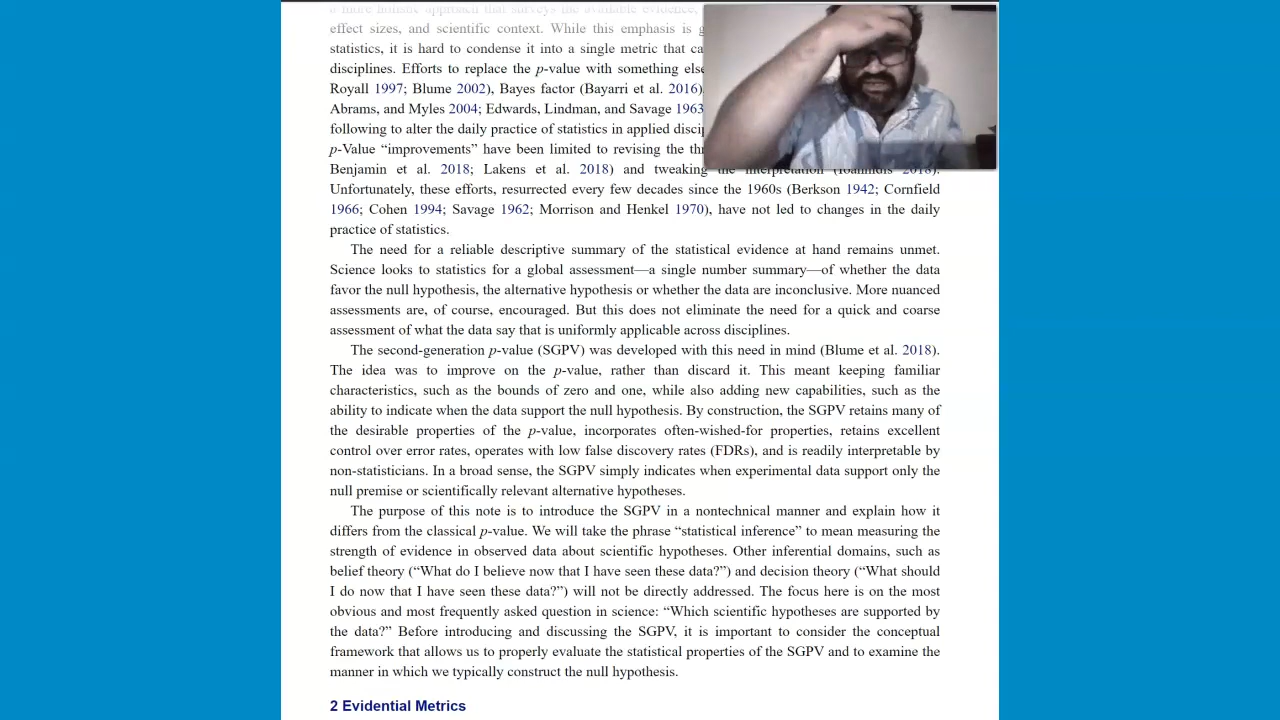 a more holistic approach that surveys the available evidence,
effect sizes, and scientific context. While this emphasis is g
statistics, it is hard to condense it into a single metric that ca
disciplines. Efforts to replace the p-value with something else
Royall 1997; Blume 2002), Bayes factor (Bayarri et al. 2016)
Abrams, and Myles 2004; Edwards, Lindman, and Savage 1963
following to alter the daily practice of statistics in applied discip
p-Value “improvements” have been limited to revising the thr
Benjamin et al. 2018; Lakens et al. 2018) and tweaking the interpretation (Ioannidis 2018).
Unfortunately, these efforts, resurrected every few decades since the 1960s (Berkson 1942; Cornfield
1966; Cohen 1994; Savage 1962; Morrison and Henkel 1970), have not led to changes in the daily
practice of statistics.
The need for a reliable descriptive summary of the statistical evidence at hand remains unmet.
Science looks to statistics for a global assessment—a single number summary—of whether the data
favor the null hypothesis, the alternative hypothesis or whether the data are inconclusive. More nuanced
assessments are, of course, encouraged. But this does not eliminate the need for a quick and coarse
assessment of what the data say that is uniformly applicable across disciplines.
The second-generation p-value (SGPV) was developed with this need in mind (Blume et al. 2018).
The idea was to improve on the p-value, rather than discard it. This meant keeping familiar
characteristics, such as the bounds of zero and one, while also adding new capabilities, such as the
ability to indicate when the data support the null hypothesis. By construction, the SGPV retains many of
the desirable properties of the p-value, incorporates often-wished-for properties, retains excellent
control over error rates, operates with low false discovery rates (FDRs), and is readily interpretable by
non-statisticians. In a broad sense, the SGPV simply indicates when experimental data support only the
null premise or scientifically relevant alternative hypotheses.
The purpose of this note is to introduce the SGPV in a nontechnical manner and explain how it
differs from the classical p-value. We will take the phrase “statistical inference” to mean measuring the
strength of evidence in observed data about scientific hypotheses. Other inferential domains, such as
belief theory (“What do I believe now that I have seen these data?”) and decision theory (“What should
I do now that I have seen these data?”) will not be directly addressed. The focus here is on the most
obvious and most frequently asked question in science: “Which scientific hypotheses are supported by
the data?” Before introducing and discussing the SGPV, it is important to consider the conceptual
framework that allows us to properly evaluate the statistical properties of the SGPV and to examine the
manner in which we typically construct the null hypothesis.
2 Evidential Metrics